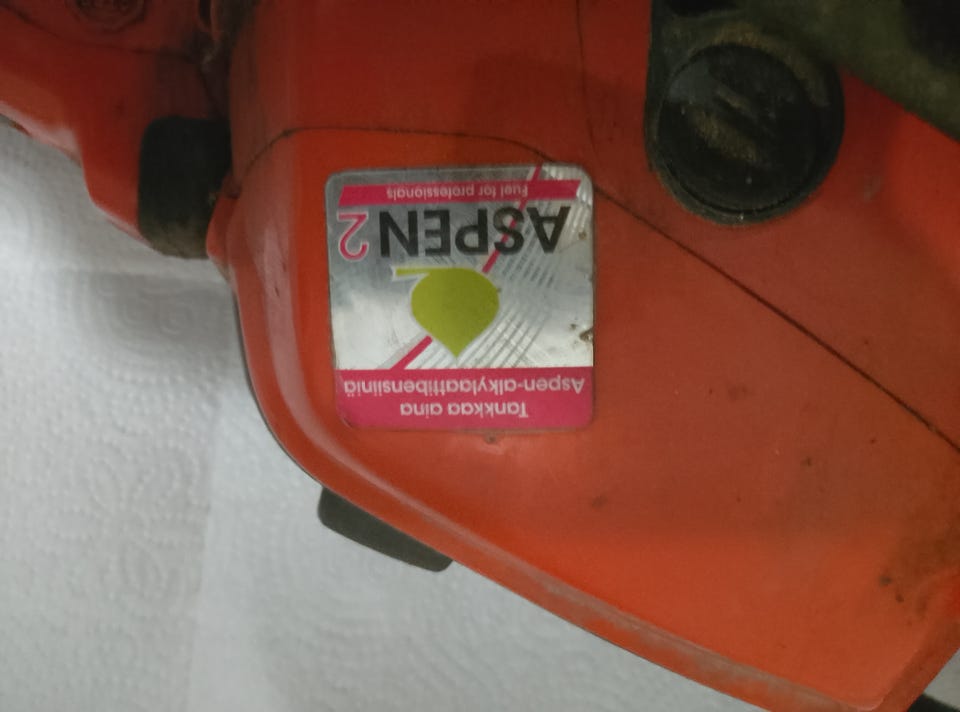 Tankkaa aina
Aspen-alkylaattibensiiniä
ASPEN 2
Fuel for professionals